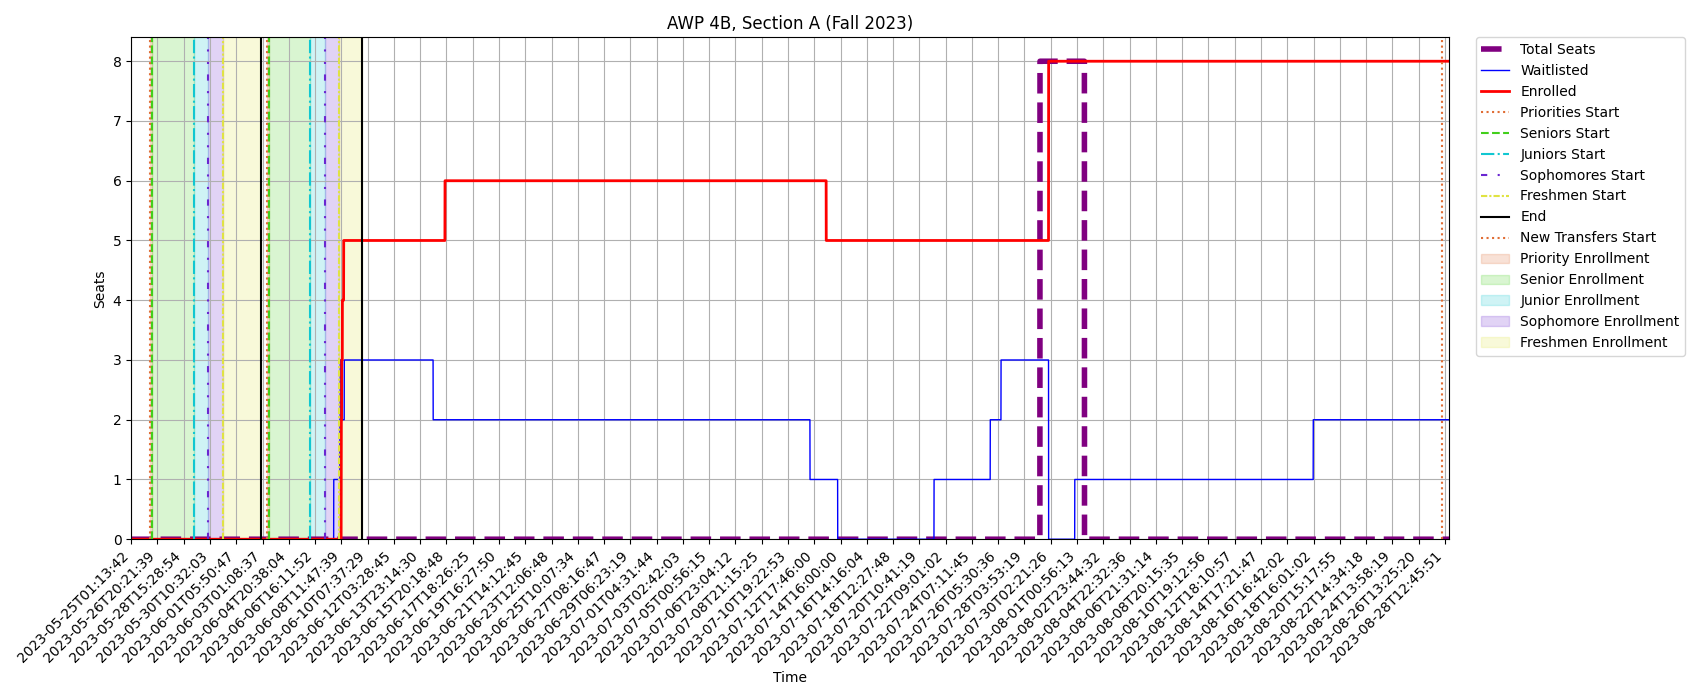 AWP 4B, Section A (Fall 2023)
Seats
8
7
6
5
4
3
2
1
0
2023-05-25T01:13:42
2023-05-26T20:21:39
2023-05-28T15:28:54
2023-05-30T10:32:03
2023-06-01T05:50:47
2023-06-03T01:08:37
2023-06-04T20:38:04
2023-06-06T16:11:52
2023-06-08T11:47:39
2023-06-10T07:37:29
2023-06-12T03:28:45
2023-06-13T23:14:30
2023-06-15T20:18:48
2023-06-17T18:26:25
2023-06-19T16:27:50
2023-06-21T14:12:45
2023-06-23T12:06:48
2023-06-25T10:07:34
2023-06-27T08:16:47
2023-06-29T06:23:19
2023-07-01T04:31:44
2023-07-03T02:42:03
2023-07-05T00:56:15
2023-07-06T23:04:12
2023-07-08T21:15:25
2023-07-10T19:22:53
2023-07-12T17:46:00
2023-07-14T16:00:00
2023-07-16T14:16:04
2023-07-18T12:27:48
2023-07-20T10:41:19
2023-07-22T09:01:02
2023-07-24T07:11:45
2023-07-26T05:30:36
2023-07-28T03:53:19
2023-07-30T02:21:26
2023-08-01T00:56:13
2023-08-02T23:44:32
2023-08-04T22:32:36
2023-08-06T21:31:14
2023-08-08T20:15:35
2023-08-10T19:12:56
2023-08-12T18:10:57
2023-08-14T17:21:47
2023-08-16T16:42:02
2023-08-18T16:01:02
2023-08-20T15:17:55
2023-08-22T14:34:18
2023-08-24T13:58:19
2023-08-26T13:25:20
2023-08-28T12:45:51
Time
Total Seats
Waitlisted
Enrolled
Priorities Start
Seniors Start
Juniors Start
Sophomores Start
Freshmen Start
End
New Transfers Start
Priority Enrollment
Senior Enrollment
Junior Enrollment
Sophomore Enrollment
Freshmen Enrollment